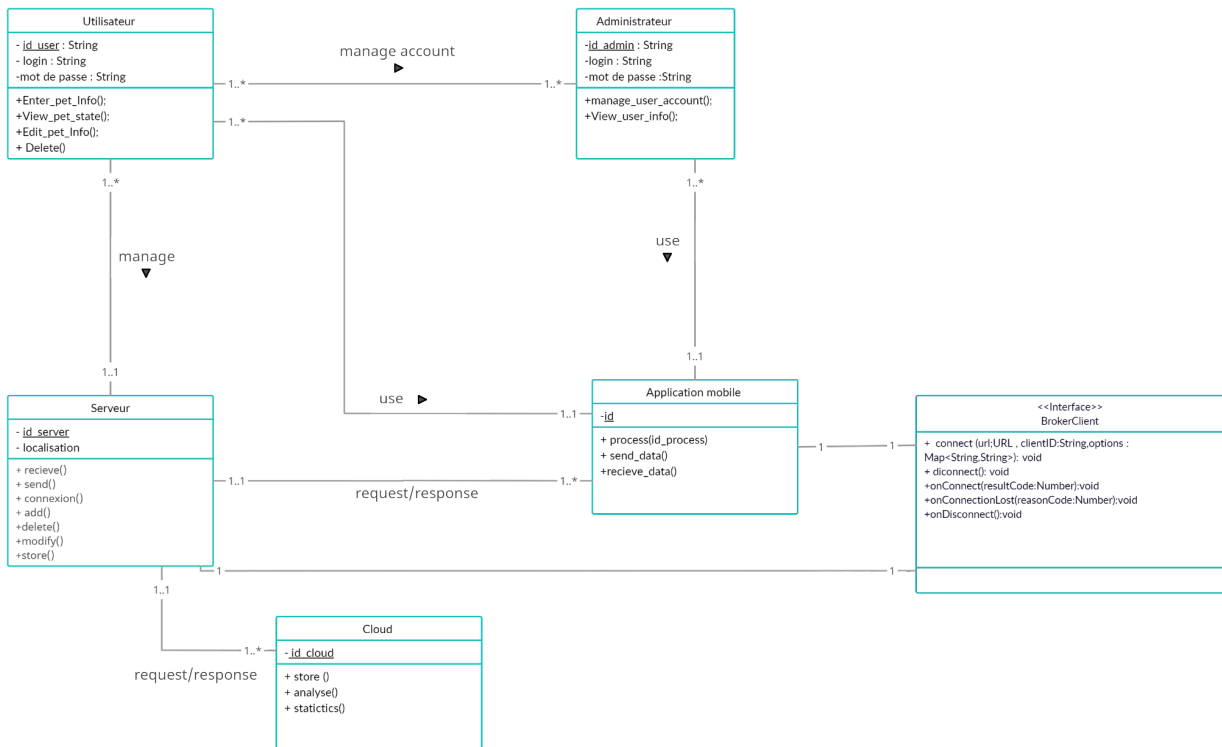 Utilisateur
- id_user : String
- login : String
-mot de passe : String
+Enter_pet_Info();
+View_pet_state();
+Edit_pet_Info();
+ Delete()
manage account
1..*
1..*
1..*
Administrateur
-id_admin : String
-login : String
-mot de passe :String
+manage_user_account();
+View_user_info();
1..*
manage
1..1
1..*
use
1..1
use
1..1
Serveur
- id_server
- localisation
+ recieve()
+ send()
+ connexion()
+ add()
+delete()
+modify()
+store()
Application mobile
-id
+ process(id_process)
+ send_data()
+recieve_data()
1
1
<<Interface>>
BrokerClient
+ connect (url;URL , clientID:String,options :
Map<String,String>): void
+ diconnect(): void
+onConnect(resultCode:Number):void
+onConnectionLost(reasonCode:Number):void
+onDisconnect():void
1..1
1..*
request/response
1
1
1..1
1..*
request/response
Cloud
- id_cloud
+ store ()
+ analyse()
+ statictics()